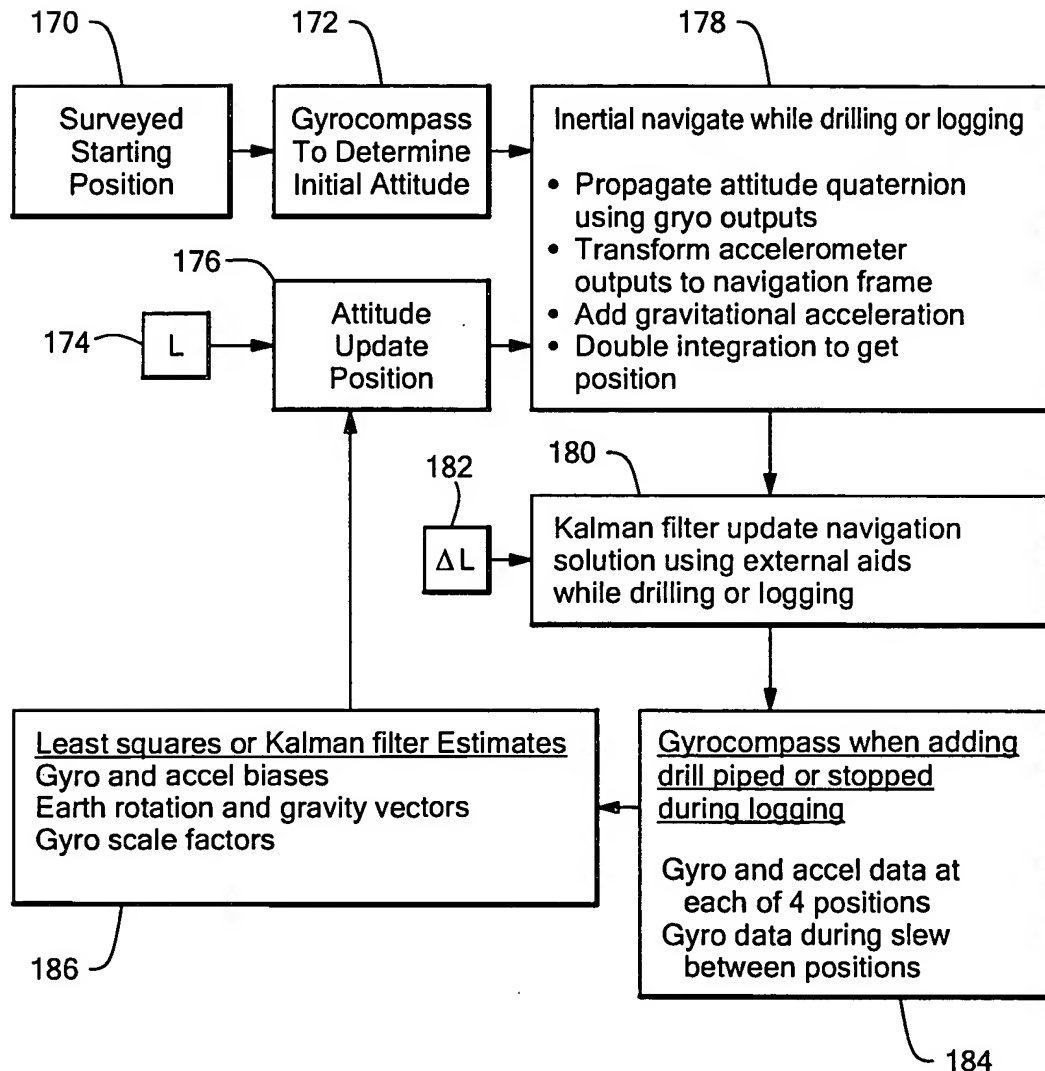 170
172
178
Surveyed
Starting
Position
Gyrocompass
To Determine
Initial Attitude
Inertial navigate while drilling or logging
• Propagate attitude quaternion
using gryo outputs
• Transform accelerometer
outputs to navigation frame
• Add gravitational acceleration
• Double integration to get
position
176
174
L
Attitude
Update
Position
182
180
ΔL
Kalman filter update navigation
solution using external aids
while drilling or logging
Least squares or Kalman filter Estimates
Gyro and accel biases
Earth rotation and gravity vectors
Gyro scale factors
186
Gyrocompass when adding
drill piped or stopped
during logging
Gyro and accel data at
each of 4 positions
Gyro data during slew
between positions
184